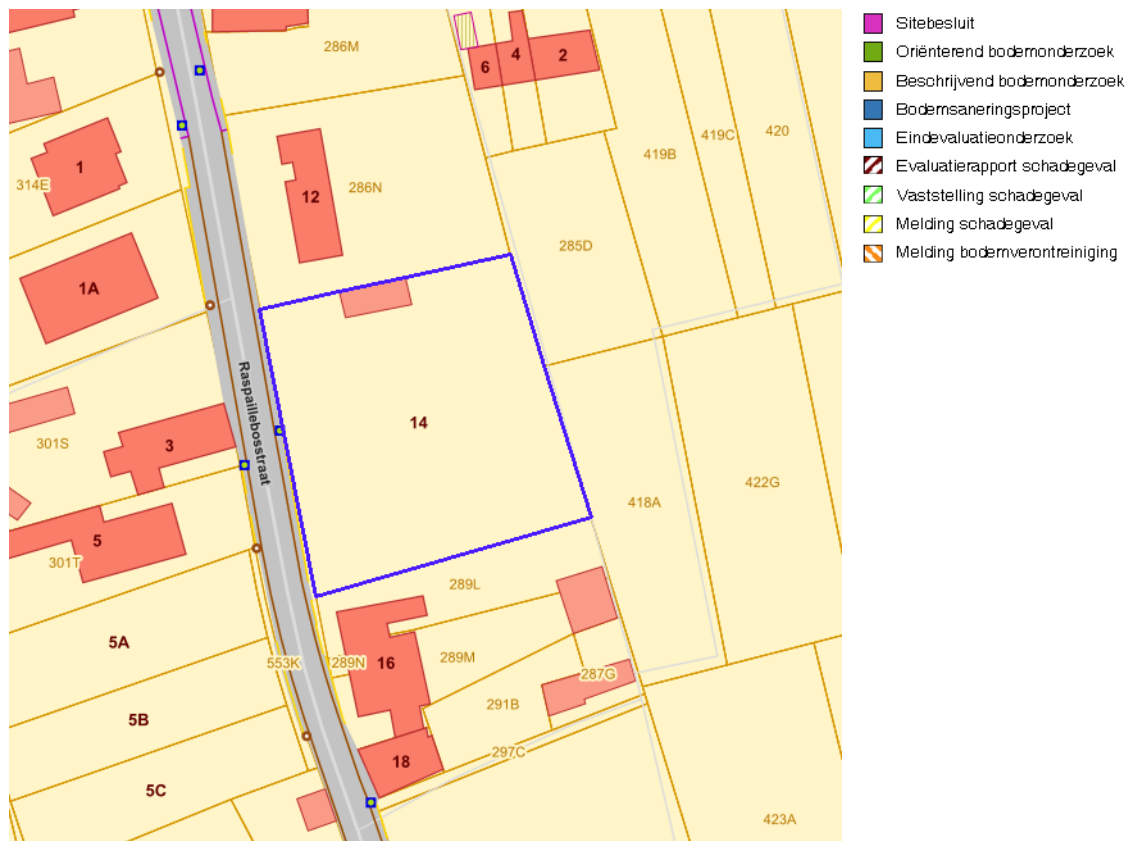 286M
6
4
2
419C
420
419B
1
314E
12
286N
285D
1A
Raspaillebosstraat
14
301S
3
418A
422G
5
301T
289L
5A
553K
289N
16
289M
287G
5B
291B
297C
18
5C
423A
Sitebesluit
Oriënterend bodemonderzoek
Beschrijvend bodemonderzoek
Bodemsaneringsproject
Eindevaluatieonderzoek
Evaluatierapport schadegeval
Vaststelling schadegeval
Melding schadegeval
Melding bodemverontreiniging